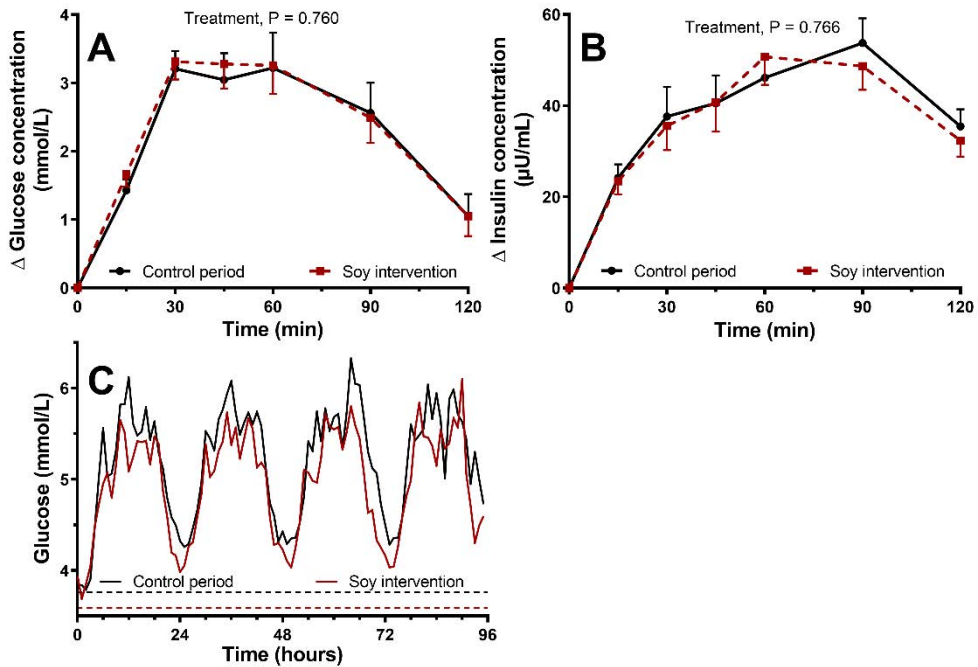 A
Treatment, P = 0.760
Δ Glucose concentration
(mmol/L)
4
3
2
1
0
Control period
Soy intervention
0
30
60
90
120
Time (min)
B
Treatment, P = 0.766
Δ Insulin concentration
(µU/mL)
60
40
20
0
Control period
Soy intervention
0
30
60
90
120
Time (min)
C
Glucose (mmol/L)
6
5
4
Control period
Soy intervention
0
24
48
72
96
Time (hours)